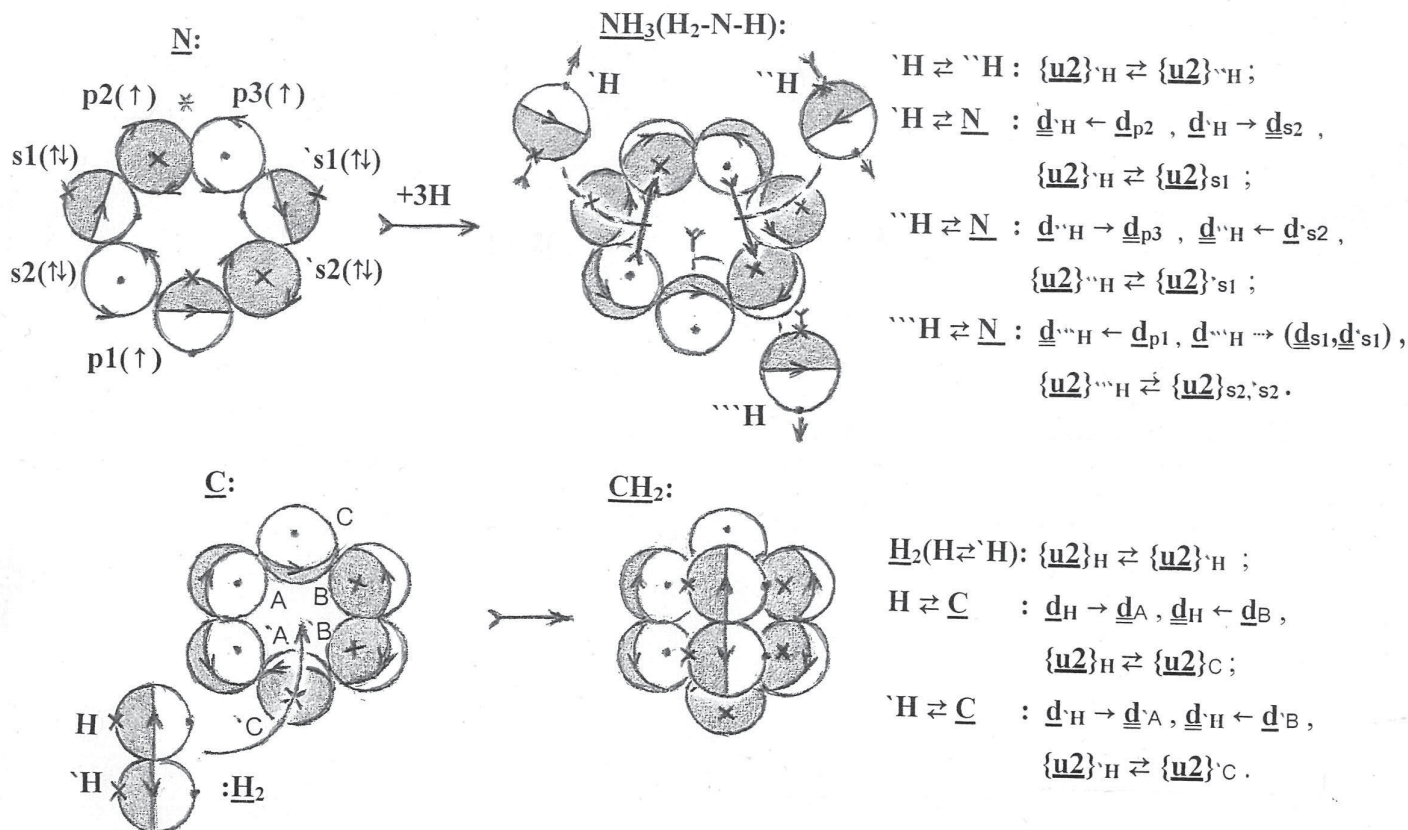 N:
p2(↑) * p3(↑)
s1(⇅) `s1(⇅)
s2(⇅) `s2(⇅)
p1(↑)
+3H
NH3(H2-N-H):
`H ``H
```H
`H ⇄ ``H : {u2}`H ⇄ {u2}``H ;
`H ⇄ N : d`H ← dp2 , d`H → ds2 ,
{u2}`H ⇄ {u2}s1 ;
``H ⇄ N : d``H → dp3 , d``H ← d`s2 ,
{u2}``H ⇄ {u2}`s1 ;
```H ⇄ N : d```H ← dp1 , d```H ⇢ (ds1,d`s1) ,
{u2}```H ⇄ {u2}s2,`s2 .
C:
C
A B
`A `B
`C
H
`H :H2
CH2:
H2(H⇄`H): {u2}H ⇄ {u2}`H ;
H ⇄ C : dH → dA , dH ← dB ,
{u2}H ⇄ {u2}C ;
`H ⇄ C : d`H → d`A , d`H ← d`B ,
{u2}`H ⇄ {u2}`C .